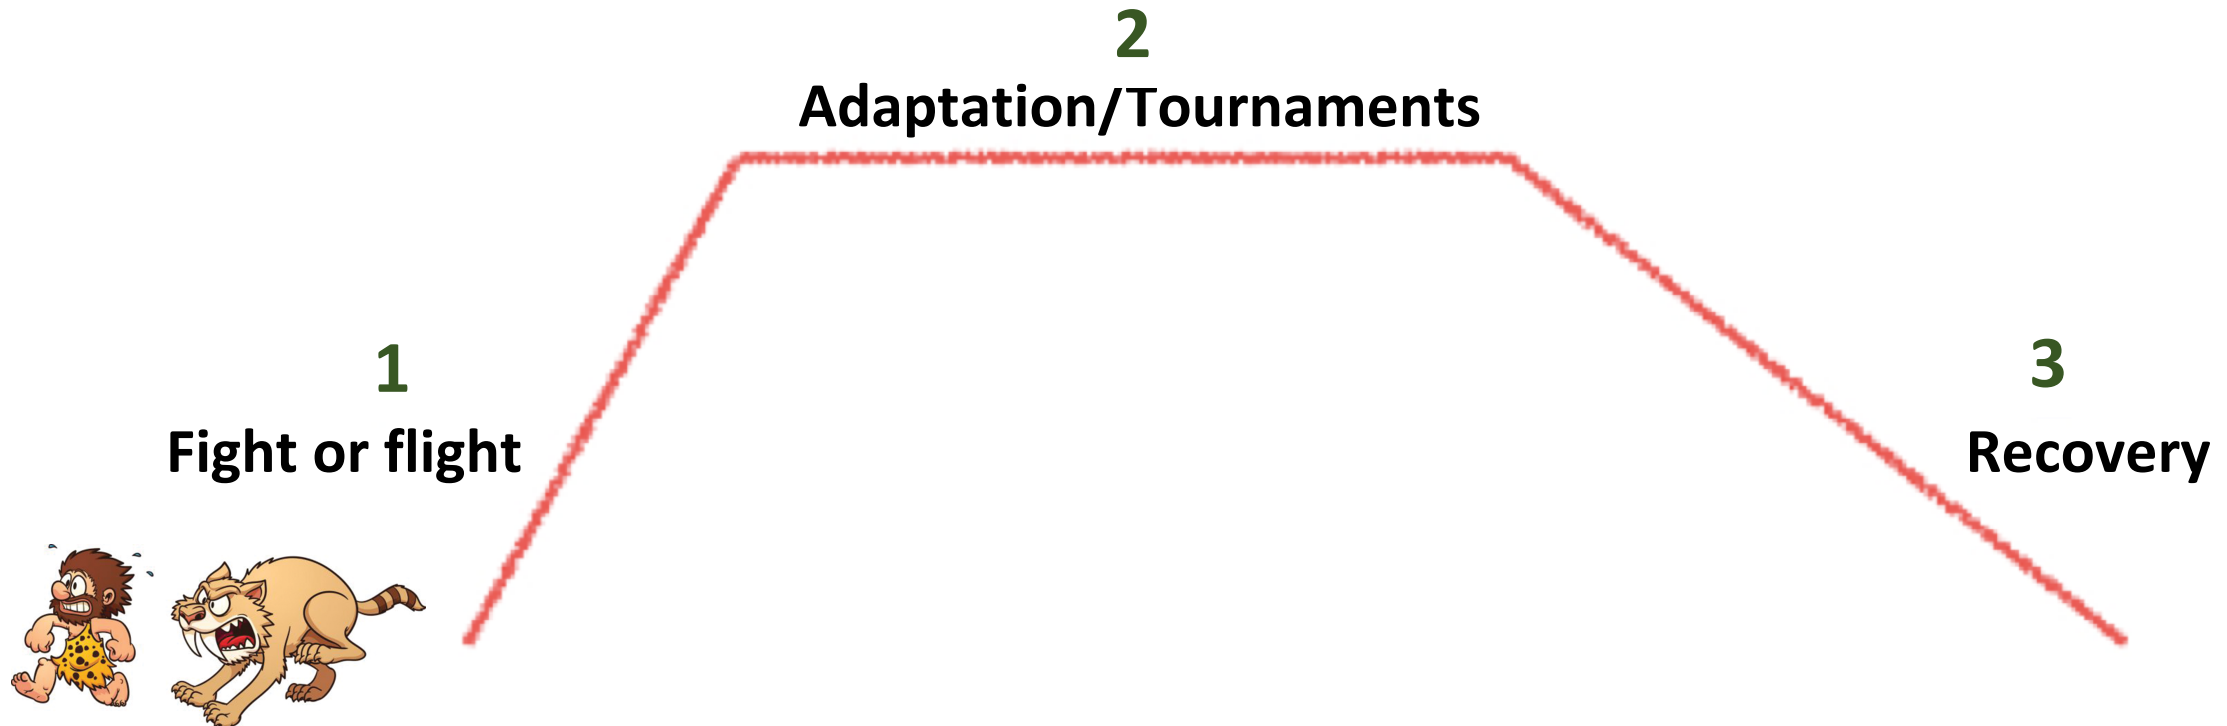 2
Adaptation/Tournaments
1
Fight or flight
3
Recovery